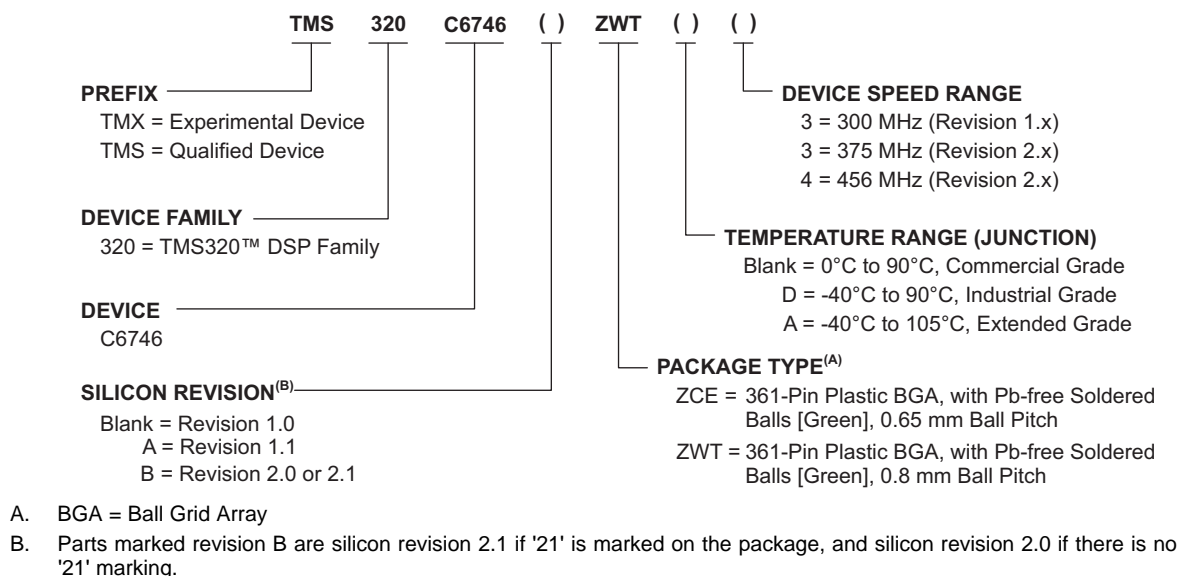 TMS 320 C6746 ( ) ZWT ( ) ( )
PREFIX
TMX = Experimental Device
TMS = Qualified Device
DEVICE FAMILY
320 = TMS320™ DSP Family
DEVICE
C6746
SILICON REVISION(B)
Blank = Revision 1.0
A = Revision 1.1
B = Revision 2.0 or 2.1
DEVICE SPEED RANGE
3 = 300 MHz (Revision 1.x)
3 = 375 MHz (Revision 2.x)
4 = 456 MHz (Revision 2.x)
TEMPERATURE RANGE (JUNCTION)
Blank = 0°C to 90°C, Commercial Grade
D = -40°C to 90°C, Industrial Grade
A = -40°C to 105°C, Extended Grade
PACKAGE TYPE(A)
ZCE = 361-Pin Plastic BGA, with Pb-free Soldered
Balls [Green], 0.65 mm Ball Pitch
ZWT = 361-Pin Plastic BGA, with Pb-free Soldered
Balls [Green], 0.8 mm Ball Pitch
A. BGA = Ball Grid Array
B. Parts marked revision B are silicon revision 2.1 if '21' is marked on the package, and silicon revision 2.0 if there is no
'21' marking.